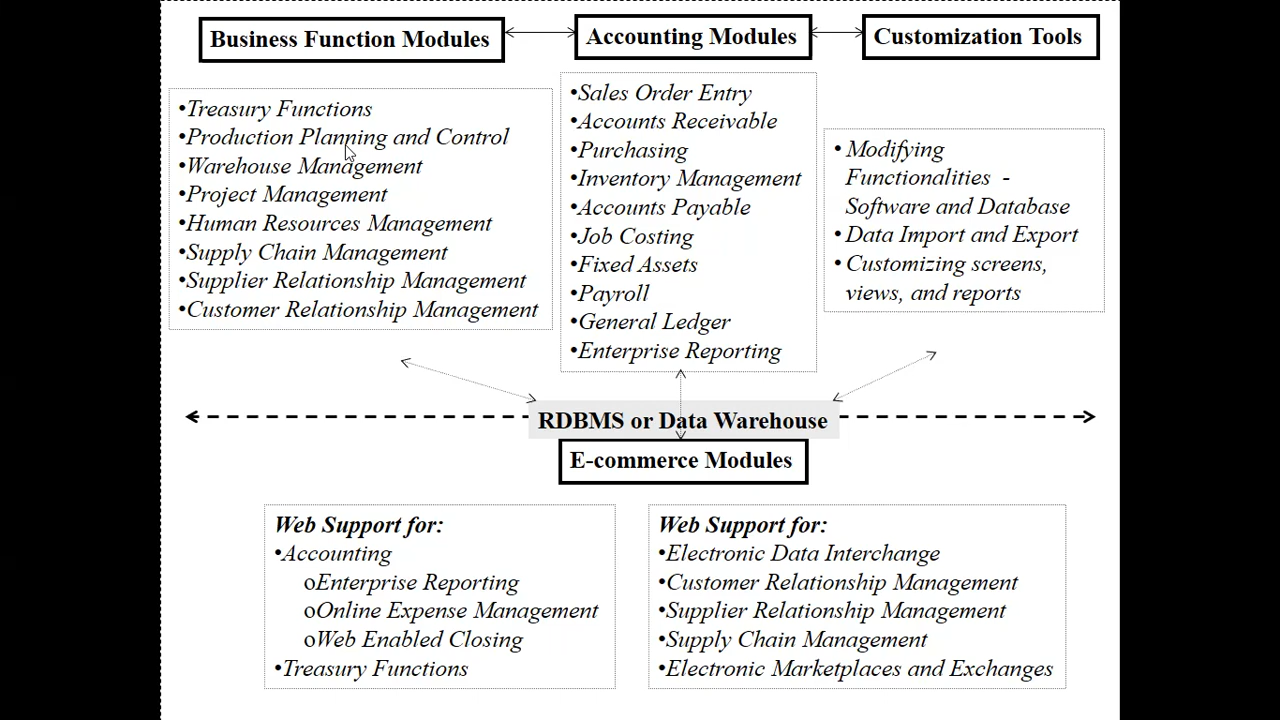 Business Function Modules
Accounting Modules
Customization Tools
•Treasury Functions
•Production Planning and Control
•Warehouse Management
•Project Management
•Human Resources Management
•Supply Chain Management
•Supplier Relationship Management
•Customer Relationship Management
•Sales Order Entry
•Accounts Receivable
•Purchasing
•Inventory Management
•Accounts Payable
•Job Costing
•Fixed Assets
•Payroll
•General Ledger
•Enterprise Reporting
• Modifying
Functionalities -
Software and Database
• Data Import and Export
• Customizing screens,
views, and reports
RDBMS or Data Warehouse
E-commerce Modules
Web Support for:
•Accounting
oEnterprise Reporting
oOnline Expense Management
oWeb Enabled Closing
•Treasury Functions
Web Support for:
•Electronic Data Interchange
•Customer Relationship Management
•Supplier Relationship Management
•Supply Chain Management
•Electronic Marketplaces and Exchanges